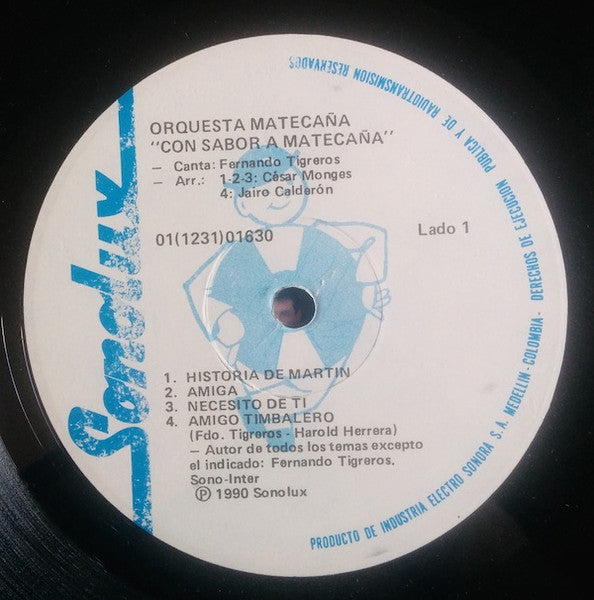 Sonolux
ORQUESTA MATECAÑA
"CON SABOR A MATECAÑA"
— Canta: Fernando Tigreros
— Arr.: 1-2-3: César Monges
4: Jairo Calderón
01(1231)01630
Lado 1
1. HISTORIA DE MARTIN
2. AMIGA
3. NECESITO DE TI
4. AMIGO TIMBALERO
(Fdo. Tigreros - Harold Herrera)
— Autor de todos los temas excepto
el indicado: Fernando Tigreros.
Sono-Inter
Ⓟ 1990 Sonolux
PRODUCTO DE INDUSTRIA ELECTRO SONORA S.A. MEDELLIN - COLOMBIA - DERECHOS DE EJECUCION PUBLICA Y DE RADIOTRANSMISION RESERVADOS